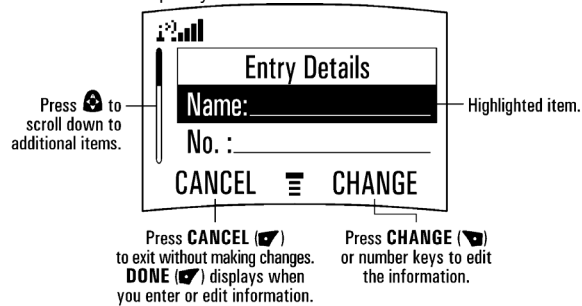 Entry Details
Press to
scroll down to
additional items.
Name:
Highlighted item.
No. :
CANCEL CHANGE
Press CANCEL ( )
to exit without making changes.
DONE ( ) displays when
you enter or edit information.
Press CHANGE ( )
or number keys to edit
the information.